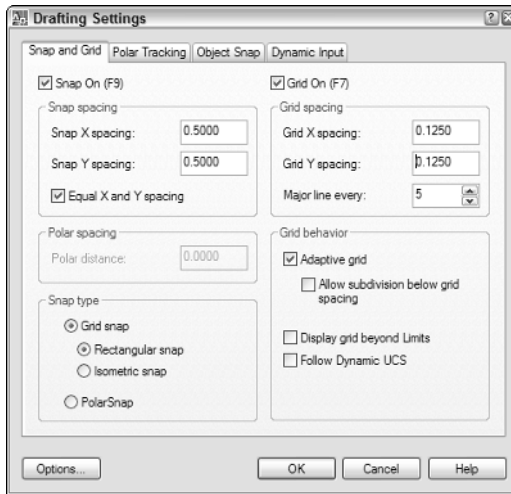 Drafting Settings
Snap and Grid
Polar Tracking
Object Snap
Dynamic Input
Snap On (F9)
Snap spacing
Snap X spacing: 0.5000
Snap Y spacing: 0.5000
Equal X and Y spacing
Polar spacing
Polar distance: 0.0000
Snap type
Grid snap
Rectangular snap
Isometric snap
PolarSnap
Grid On (F7)
Grid spacing
Grid X spacing: 0.1250
Grid Y spacing: 0.1250
Major line every: 5
Grid behavior
Adaptive grid
Allow subdivision below grid
spacing
Display grid beyond Limits
Follow Dynamic UCS
Options...
OK
Cancel
Help